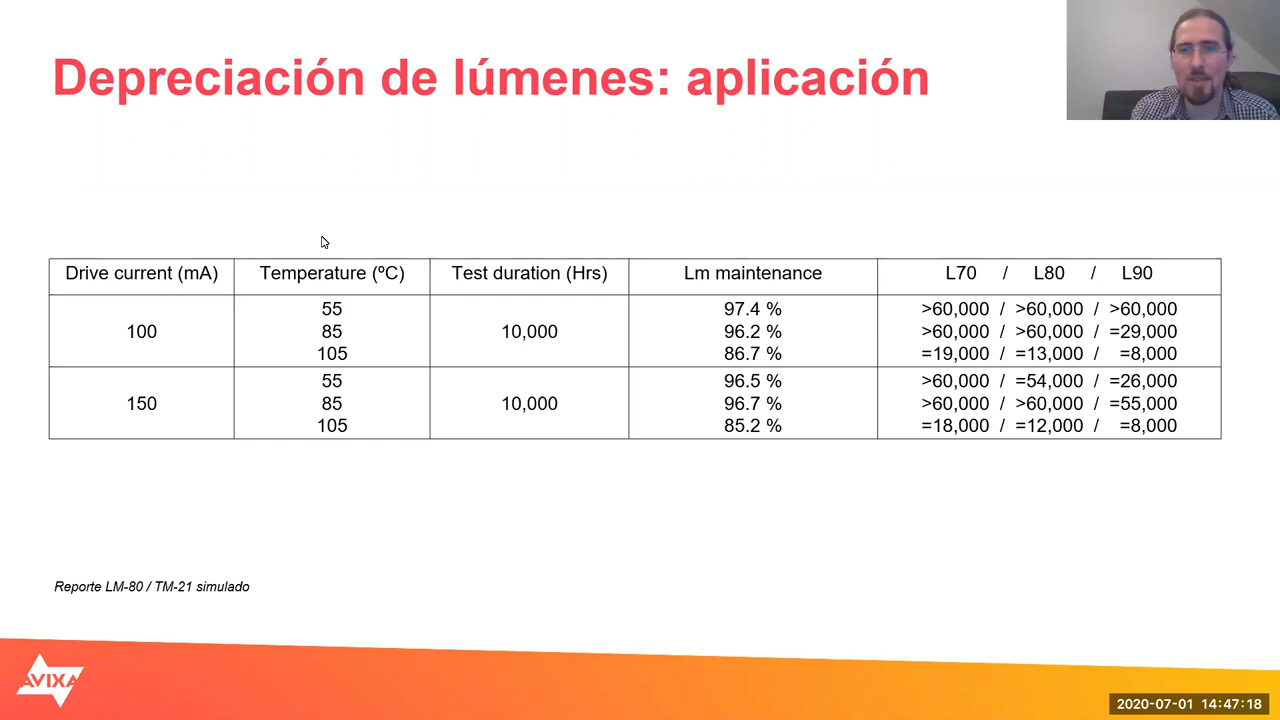 Depreciación de lúmenes: aplicación
Drive current (mA) Temperature (ºC) Test duration (Hrs) Lm maintenance L70 / L80 / L90
55 97.4 % >60,000 / >60,000 / >60,000
100 85 10,000 96.2 % >60,000 / >60,000 / =29,000
105 86.7 % =19,000 / =13,000 / =8,000
55 96.5 % >60,000 / =54,000 / =26,000
150 85 10,000 96.7 % >60,000 / >60,000 / =55,000
105 85.2 % =18,000 / =12,000 / =8,000
Reporte LM-80 / TM-21 simulado
AVIXA
2020-07-01 14:47:18